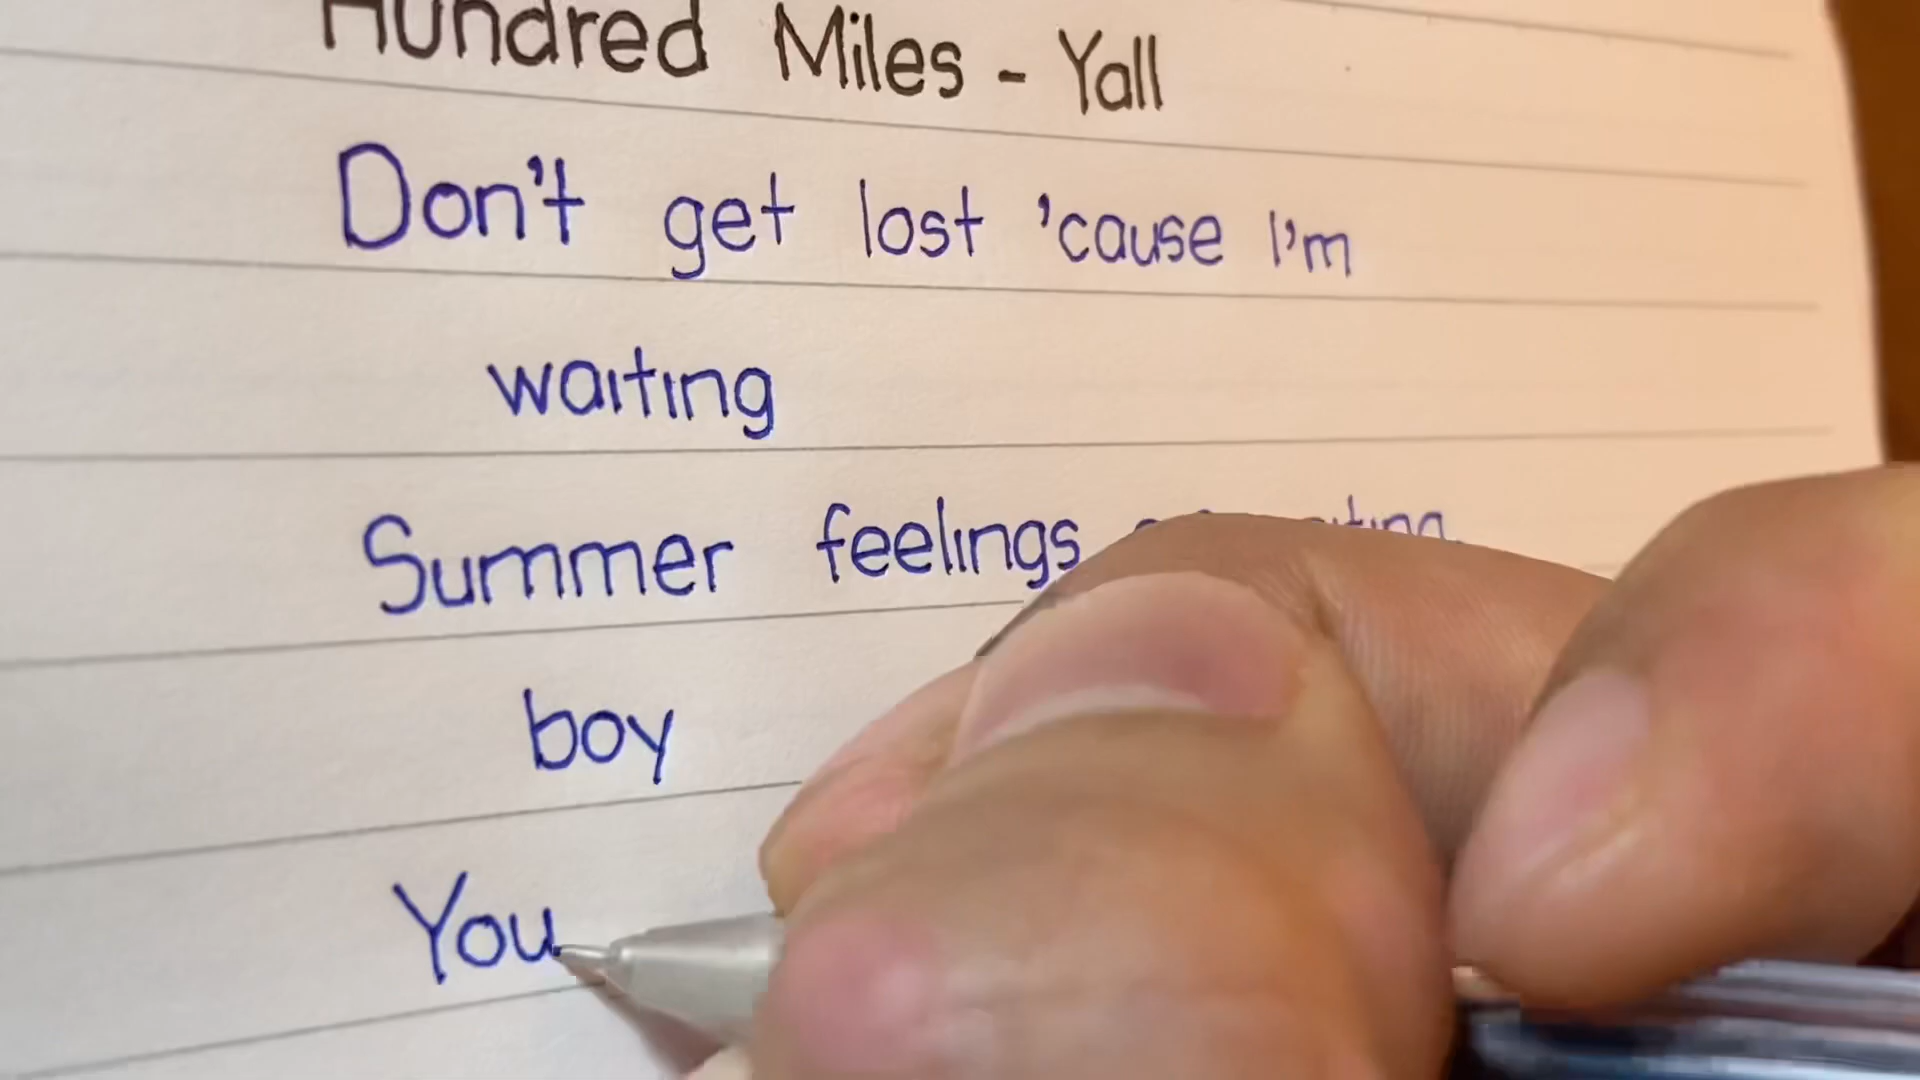 Hundred Miles - Yall
Don't get lost 'cause I'm
waiting
Summer feelings
boy
You